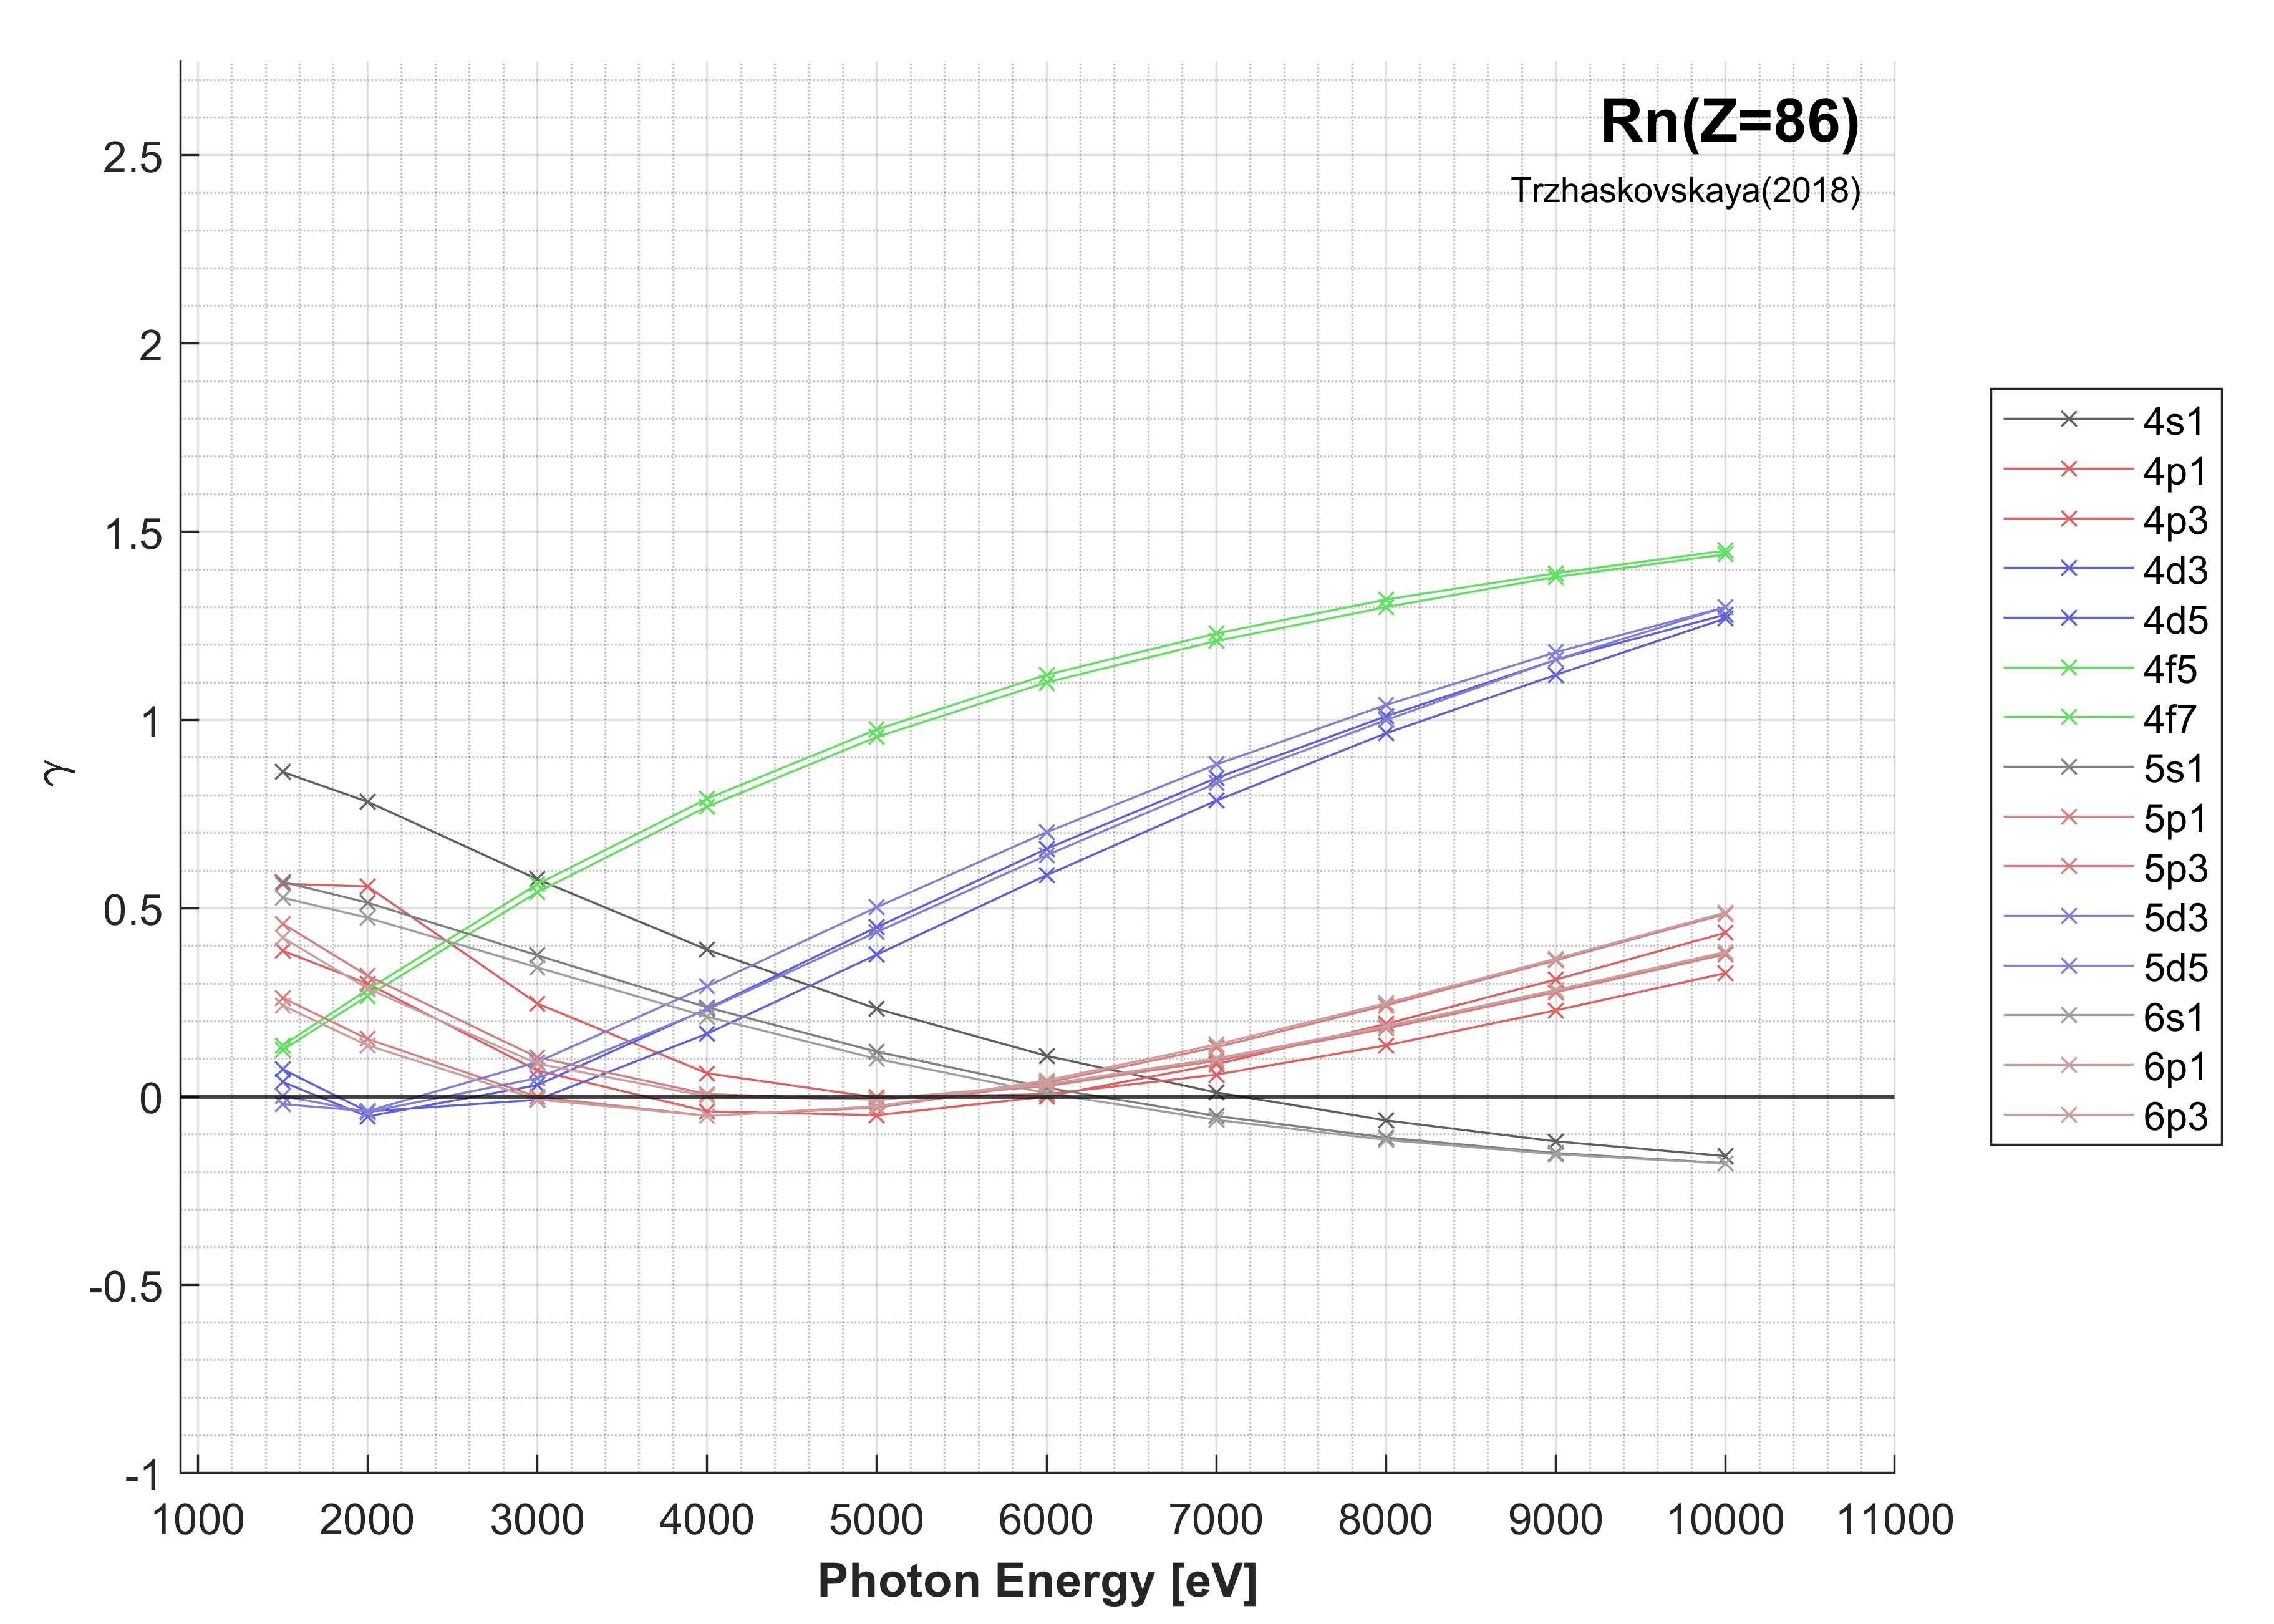 Rn(Z=86)
Trzhaskovskaya(2018)
2.5
2
1.5
1
0.5
0
-0.5
-1
γ
1000 2000 3000 4000 5000 6000 7000 8000 9000 10000 11000
Photon Energy [eV]
4s1
4p1
4p3
4d3
4d5
4f5
4f7
5s1
5p1
5p3
5d3
5d5
6s1
6p1
6p3